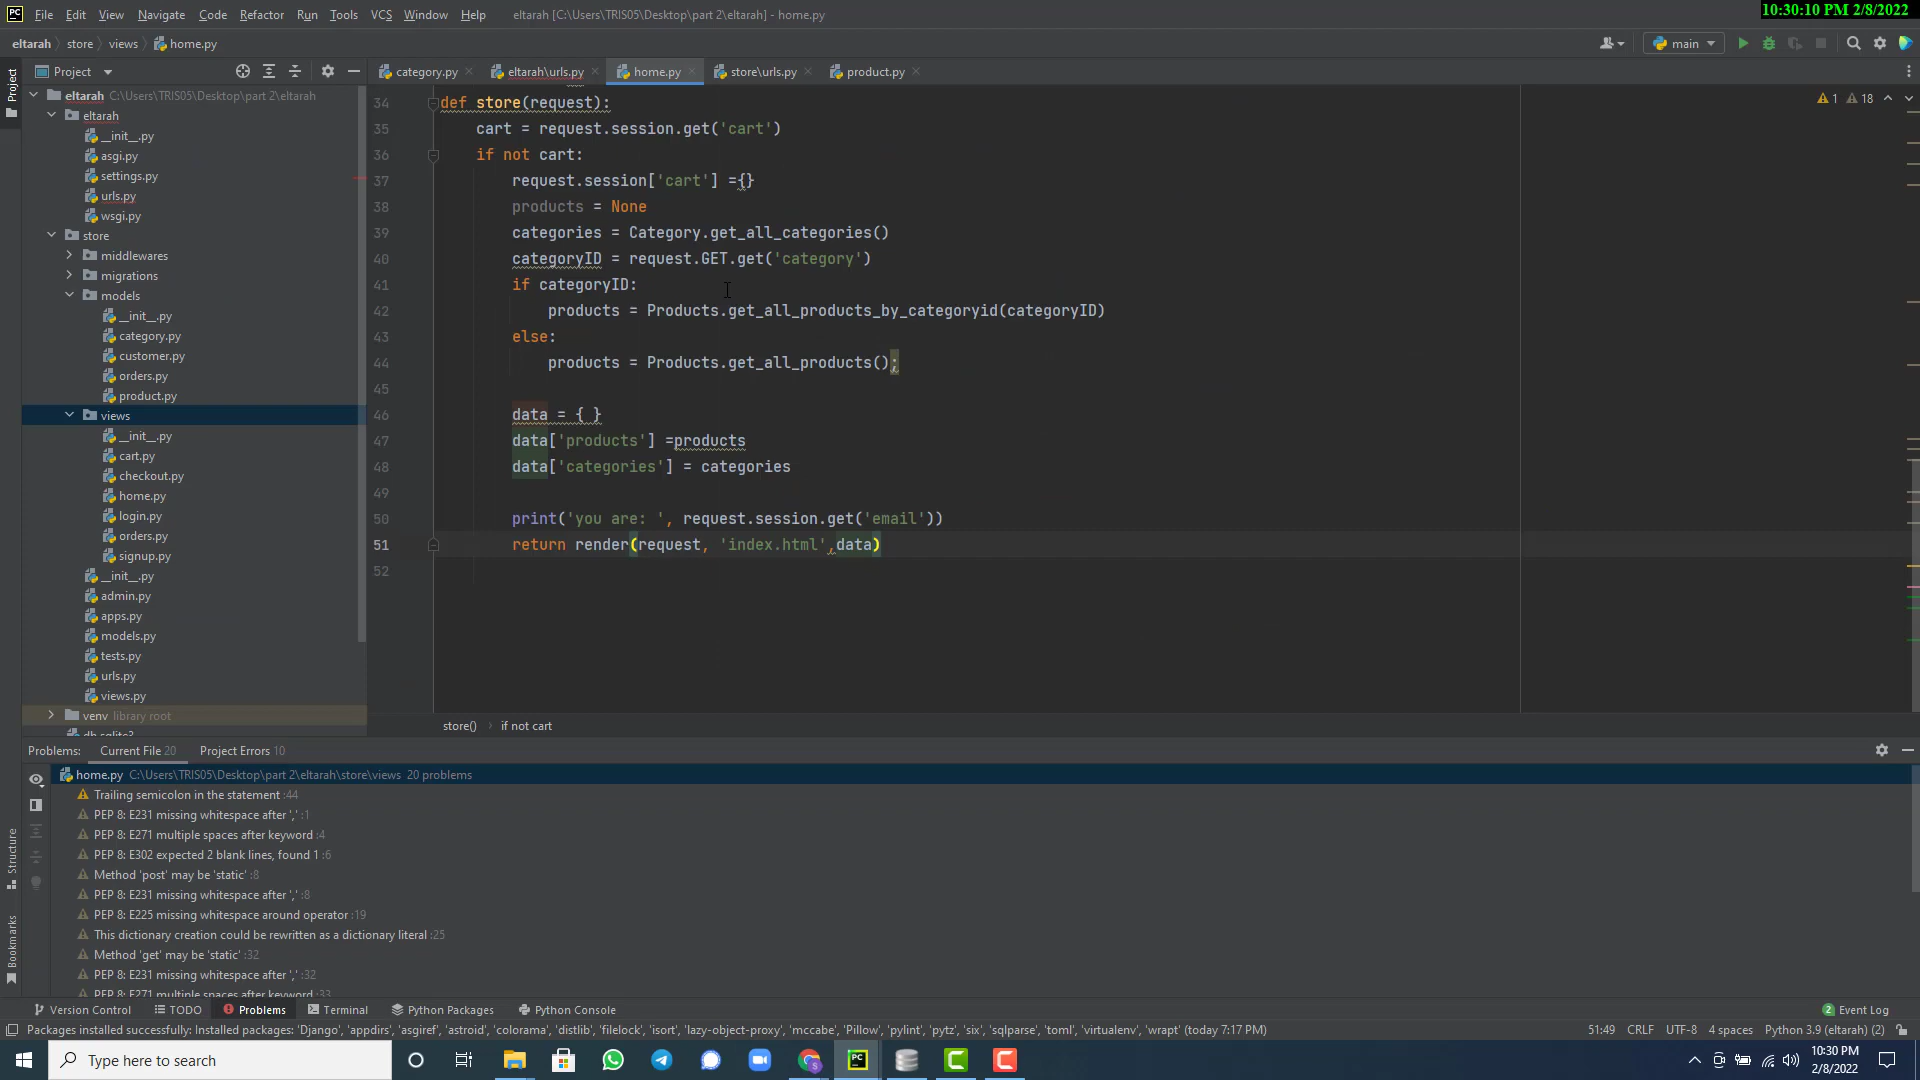 10:30:10 PM 2/8/2022
File Edit View Navigate Code Refactor Run Tools VCS Window Help eltarah [C:\Users\TRIS05\Desktop\part 2\eltarah] - home.py
eltarah store views home.py main
Project category.py eltarah\urls.py home.py store\urls.py product.py
Project
eltarah C:\Users\TRIS05\Desktop\part 2\eltarah
eltarah
__init__.py
asgi.py
settings.py
urls.py
wsgi.py
store
middlewares
migrations
models
__init__.py
category.py
customer.py
orders.py
product.py
views
__init__.py
cart.py
checkout.py
home.py
login.py
orders.py
signup.py
__init__.py
admin.py
apps.py
models.py
tests.py
urls.py
views.py
venv library root
1 18
34 def store(request):
35 cart = request.session.get('cart')
36 if not cart:
37 request.session['cart'] ={}
38 products = None
39 categories = Category.get_all_categories()
40 categoryID = request.GET.get('category')
41 if categoryID:
42 products = Products.get_all_products_by_categoryid(categoryID)
43 else:
44 products = Products.get_all_products();
45
46 data = { }
47 data['products'] =products
48 data['categories'] = categories
49
50 print('you are: ', request.session.get('email'))
51 return render(request, 'index.html',data)
52
store() if not cart
Problems: Current File 20 Project Errors 10
home.py C:\Users\TRIS05\Desktop\part 2\eltarah\store\views 20 problems
Trailing semicolon in the statement :44
PEP 8: E231 missing whitespace after ',' :1
PEP 8: E271 multiple spaces after keyword :4
PEP 8: E302 expected 2 blank lines, found 1 :6
Method 'post' may be 'static' :8
PEP 8: E231 missing whitespace after ',' :8
PEP 8: E225 missing whitespace around operator :19
This dictionary creation could be rewritten as a dictionary literal :25
Method 'get' may be 'static' :32
PEP 8: E231 missing whitespace after ',' :32
PEP 8: E271 multiple spaces after keyword :33
Structure
Bookmarks
Version Control TODO Problems Terminal Python Packages Python Console 2 Event Log
Packages installed successfully: Installed packages: 'Django', 'appdirs', 'asgiref', 'astroid', 'colorama', 'distlib', 'filelock', 'isort', 'lazy-object-proxy', 'mccabe', 'Pillow', 'pylint', 'pytz', 'six', 'sqlparse', 'toml', 'virtualenv', 'wrapt' (today 7:17 PM) 51:49 CRLF UTF-8 4 spaces Python 3.9 (eltarah) (2)
Type here to search
10:30 PM
2/8/2022